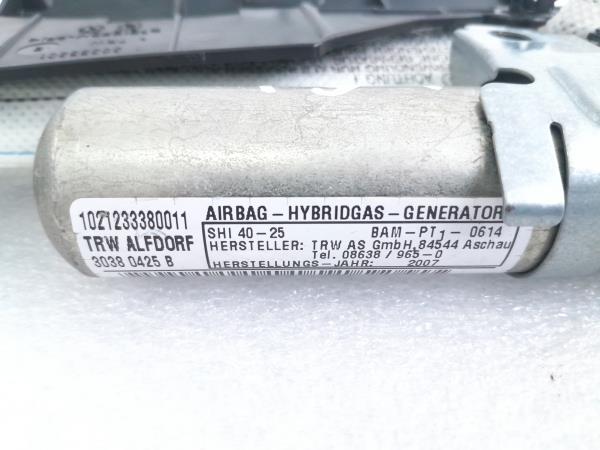 ACHTUNG !
1021233380011
TRW ALFDORF
3038 0425 B
AIRBAG - HYBRIDGAS - GENERATOR
SHI 40-25 BAM-PT1-0614
HERSTELLER: TRW AS GmbH, 84544 Aschau
Tel. 08638 / 965-0
HERSTELLUNGS-JAHR: 2007